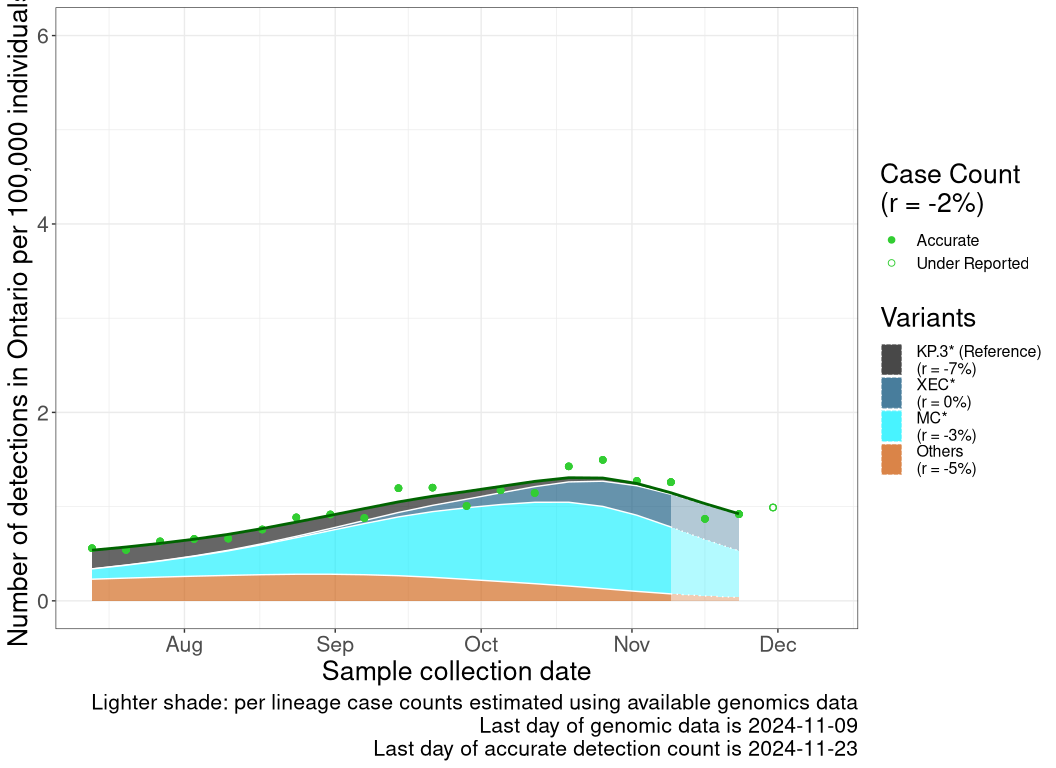 Number of detections in Ontario per 100,000 individuals
6
4
2
0
Aug Sep Oct Nov Dec
Sample collection date
Lighter shade: per lineage case counts estimated using available genomics data
Last day of genomic data is 2024-11-09
Last day of accurate detection count is 2024-11-23
Case Count
(r = -2%)
Accurate
Under Reported
Variants
KP.3* (Reference)
(r = -7%)
XEC*
(r = 0%)
MC*
(r = -3%)
Others
(r = -5%)